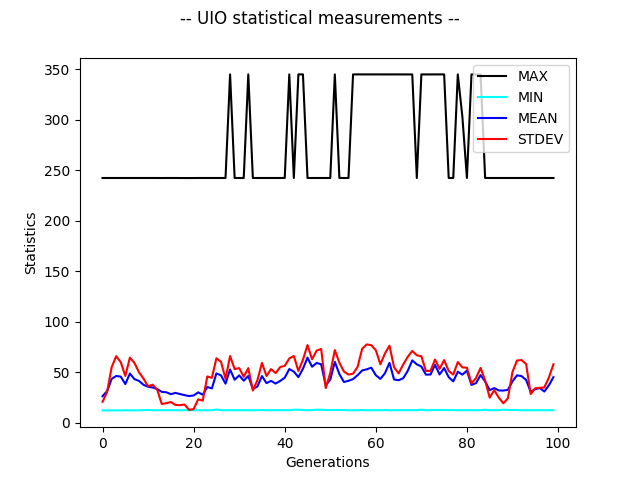 -- UIO statistical measurements --
350
300
250
200
150
100
50
0
Statistics
MAX
MIN
MEAN
STDEV
0 20 40 60 80 100
Generations